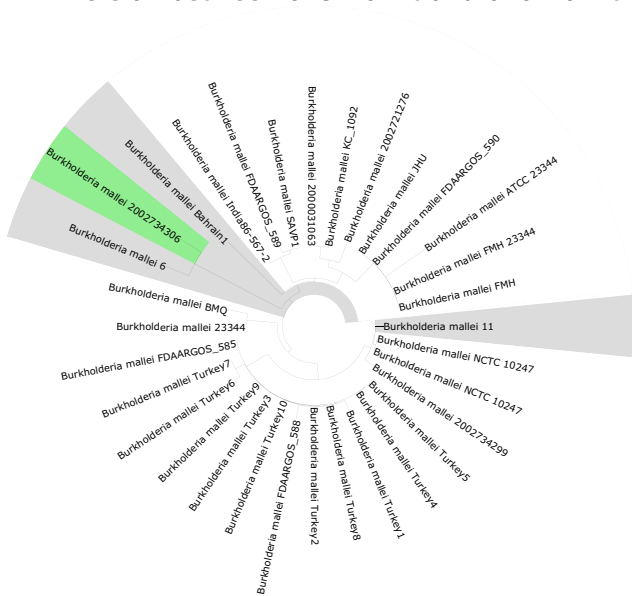 Burkholderia mallei 2002734306
Burkholderia mallei Bahrain1
Burkholderia mallei 6
Burkholderia mallei India86-567-2
Burkholderia mallei FDAARGOS_589
Burkholderia mallei SAVP1
Burkholderia mallei 2000031063
Burkholderia mallei KC_1092
Burkholderia mallei 2002721276
Burkholderia mallei JHU
Burkholderia mallei FDAARGOS_590
Burkholderia mallei ATCC 23344
Burkholderia mallei FMH 23344
Burkholderia mallei FMH
Burkholderia mallei 11
Burkholderia mallei NCTC 10247
Burkholderia mallei NCTC 10247
Burkholderia mallei 2002734299
Burkholderia mallei Turkey5
Burkholderia mallei Turkey4
Burkholderia mallei Turkey1
Burkholderia mallei Turkey8
Burkholderia mallei Turkey2
Burkholderia mallei FDAARGOS_588
Burkholderia mallei Turkey10
Burkholderia mallei Turkey3
Burkholderia mallei Turkey9
Burkholderia mallei Turkey6
Burkholderia mallei Turkey7
Burkholderia mallei FDAARGOS_585
Burkholderia mallei 23344
Burkholderia mallei BMQ